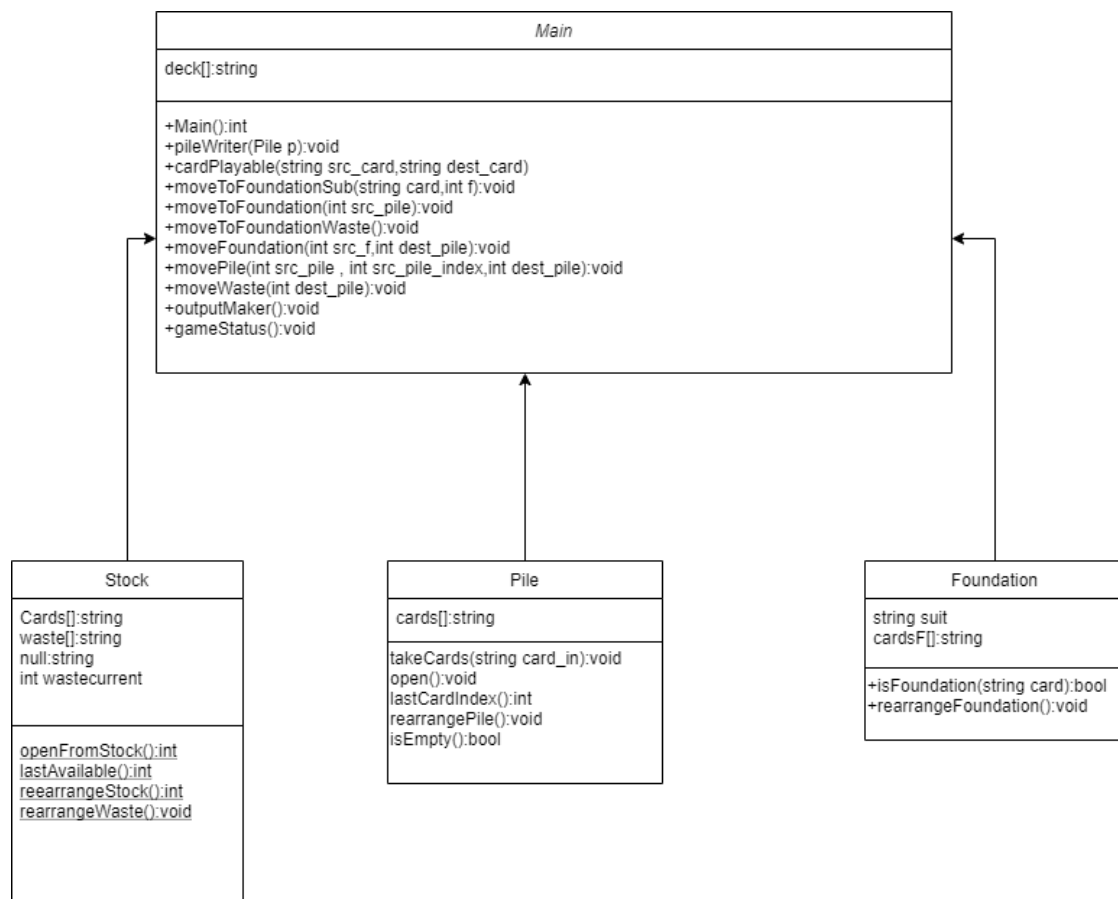 Main
deck[]:string
+Main():int
+pileWriter(Pile p):void
+cardPlayable(string src_card,string dest_card)
+moveToFoundationSub(string card,int f):void
+moveToFoundation(int src_pile):void
+moveToFoundationWaste():void
+moveFoundation(int src_f,int dest_pile):void
+movePile(int src_pile , int src_pile_index,int dest_pile):void
+moveWaste(int dest_pile):void
+outputMaker():void
+gameStatus():void
Stock
Cards[]:string
waste[]:string
null:string
int wastecurrent
openFromStock():int
lastAvailable():int
reearrangeStock():int
rearrangeWaste():void
Pile
cards[]:string
takeCards(string card_in):void
open():void
lastCardIndex():int
rearrangePile():void
isEmpty():bool
Foundation
string suit
cardsF[]:string
+isFoundation(string card):bool
+rearrangeFoundation():void